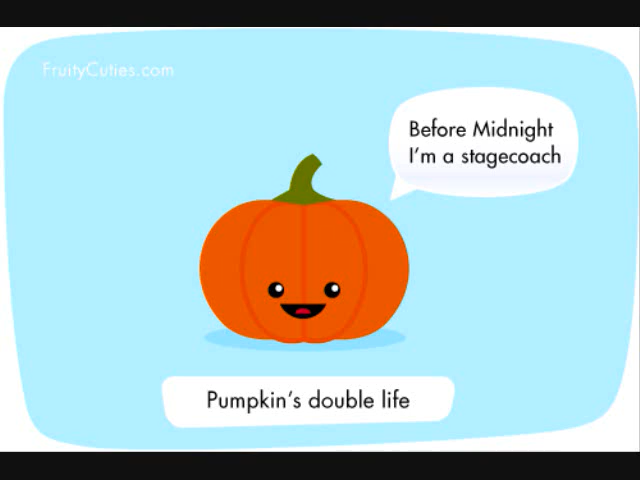 FruityCuties.com
Before Midnight
I'm a stagecoach
Pumpkin's double life